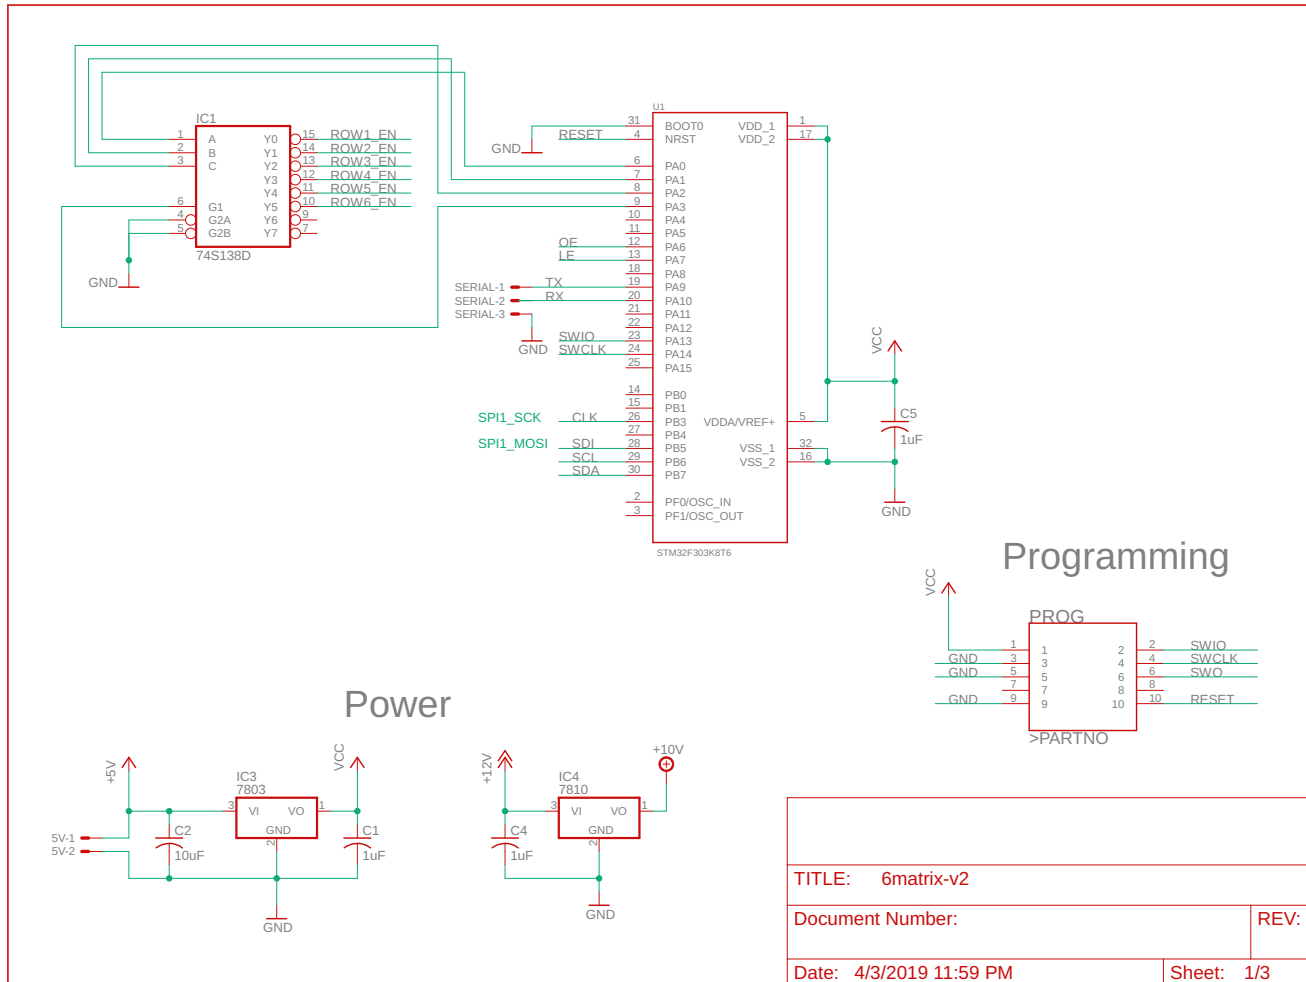 IC1
1 A Y0 15 ROW1_EN
2 B Y1 14 ROW2_EN
3 C Y2 13 ROW3_EN
Y3 12 ROW4_EN
Y4 11 ROW5_EN
6 G1 Y5 10 ROW6_EN
4 G2A Y6 9
5 G2B Y7 7
74S138D
GND
U1
31 BOOT0 VDD_1 1
RESET 4 NRST VDD_2 17
GND
6 PA0
7 PA1
8 PA2
9 PA3
10 PA4
11 PA5
OE 12 PA6
LE 13 PA7
18 PA8
SERIAL-1 TX 19 PA9
SERIAL-2 RX 20 PA10
SERIAL-3 21 PA11
22 PA12
SWIO 23 PA13
GND SWCLK 24 PA14
25 PA15
14 PB0
15 PB1
SPI1_SCK CLK 26 PB3 VDDA/VREF+ 5
27 PB4
SPI1_MOSI SDI 28 PB5 VSS_1 32
SCL 29 PB6 VSS_2 16
SDA 30 PB7
2 PF0/OSC_IN
3 PF1/OSC_OUT
STM32F303K8T6
VCC
C5
1uF
GND
Programming
VCC
PROG
1 1 2 2 SWIO
GND 3 3 4 4 SWCLK
GND 5 5 6 6 SWO
7 7 8 8
GND 9 9 10 10 RESET
>PARTNO
Power
+5V
VCC
IC3
7803
3 VI VO 1
GND
2
5V-1
5V-2
C2
10uF
C1
1uF
GND
+12V
+10V
IC4
7810
3 VI VO 1
GND
2
C4
1uF
GND
TITLE: 6matrix-v2
Document Number:
REV:
Date: 4/3/2019 11:59 PM
Sheet: 1/3